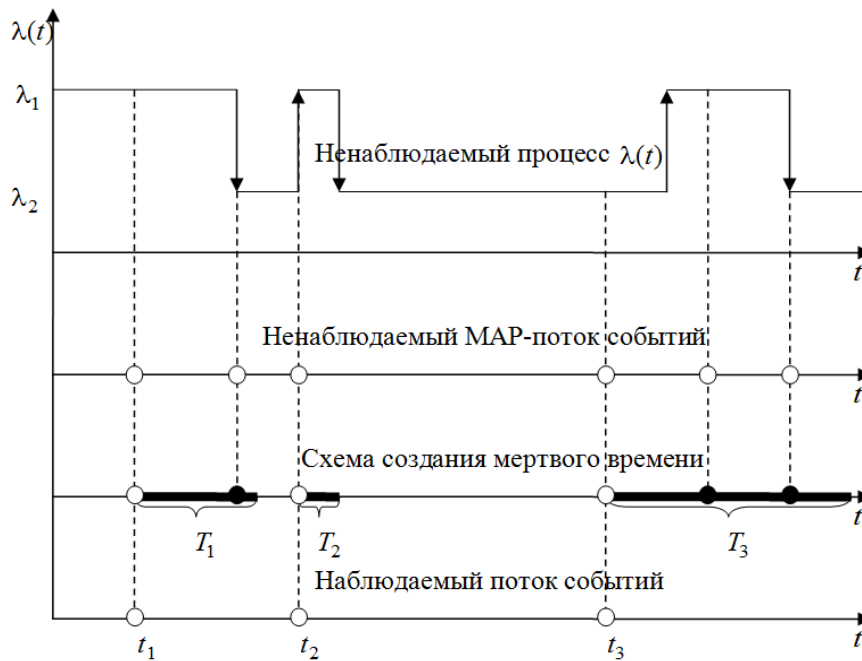 λ(t)
λ₁
Ненаблюдаемый процесс λ(t)
λ₂
t
Ненаблюдаемый МАР-поток событий
t
Схема создания мертвого времени
t
T₁ T₂ T₃
Наблюдаемый поток событий
t₁ t₂ t₃ t